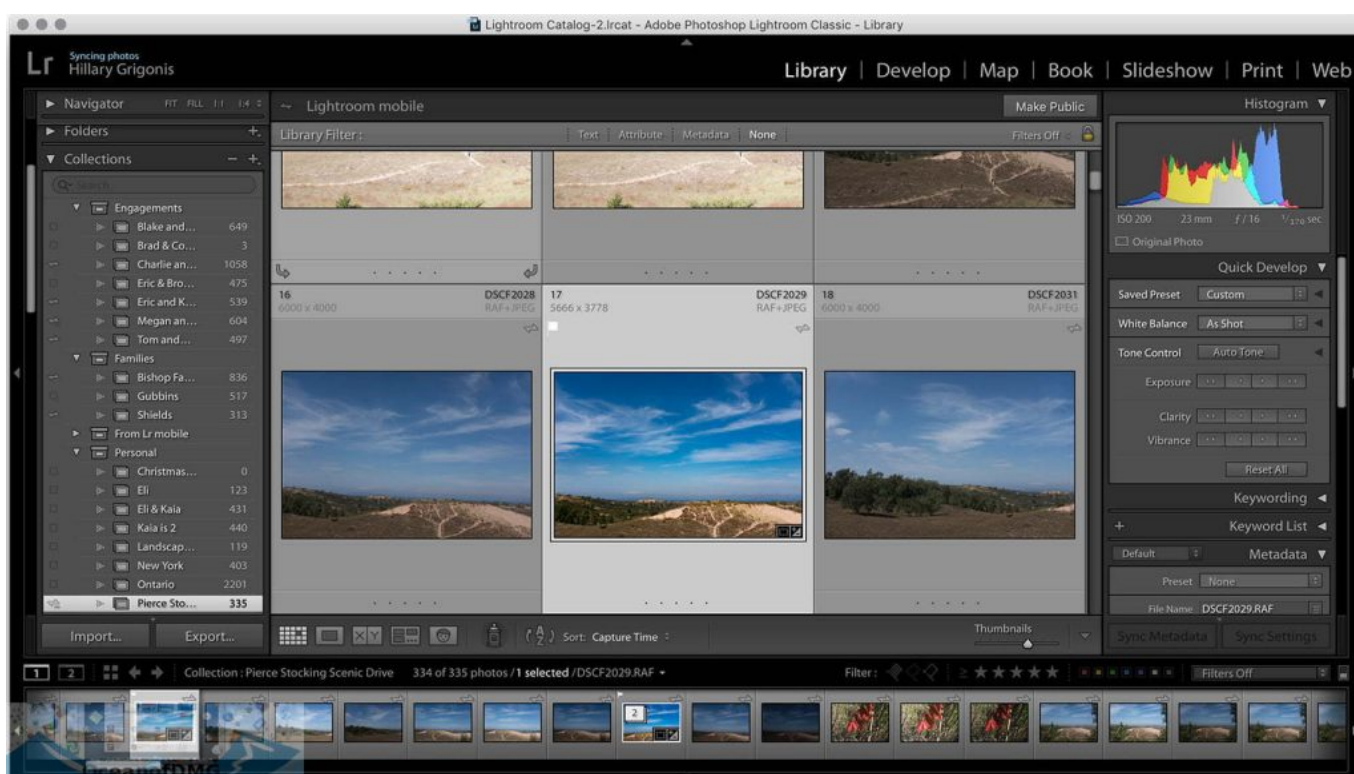 Lightroom Catalog-2.lrcat - Adobe Photoshop Lightroom Classic - Library
Lr
Syncing photos
Hillary Grigonis
Library | Develop | Map | Book | Slideshow | Print | Web
Navigator FIT FILL 1:1 1:4
Folders
Collections
Search
Engagements
Blake and... 649
Brad & Co... 3
Charlie an... 1058
Eric & Bro... 475
Eric and K... 539
Megan an... 604
Tom and... 497
Families
Bishop Fa... 836
Gubbins 517
Shields 313
From Lr mobile
Personal
Christmas... 0
Eli 123
Eli & Kaia 431
Kaia is 2 440
Landscap... 119
New York 403
Ontario 2201
Pierce Sto... 335
Import... Export...
Lightroom mobile Make Public
Library Filter : Text Attribute Metadata None Filters Off
16 DSCF2028
6000 x 4000 RAF+JPEG
17 DSCF2029
5666 x 3778 RAF+JPEG
18 DSCF2031
6000 x 4000 RAF+JPEG
XY Sort: Capture Time Thumbnails
Histogram
ISO 200 23 mm f / 16 1/170 sec
Original Photo
Quick Develop
Saved Preset Custom
White Balance As Shot
Tone Control Auto Tone
Exposure
Clarity
Vibrance
Reset All
Keywording
Keyword List
Default Metadata
Preset None
File Name DSCF2029.RAF
Sync Metadata Sync Settings
1 2 Collection : Pierce Stocking Scenic Drive 334 of 335 photos / 1 selected / DSCF2029.RAF Filter : Filters Off
2
OceanofDMG